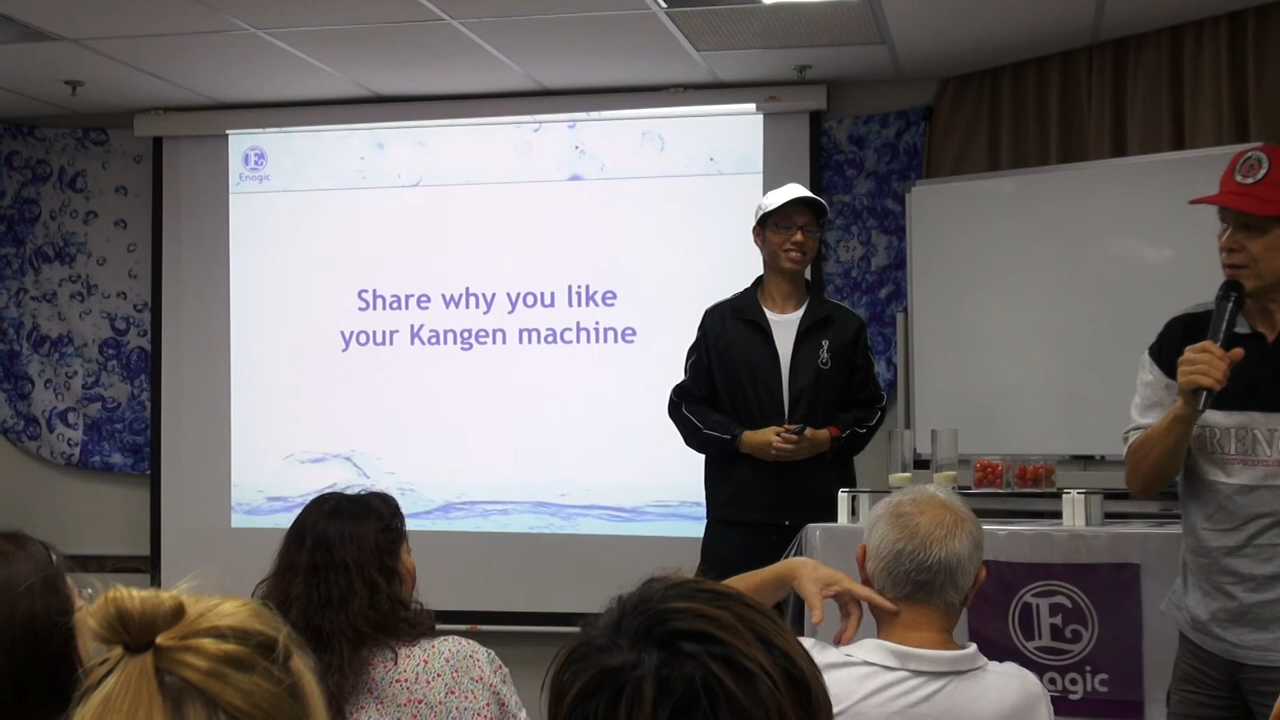 E
Enagic
Share why you like
your Kangen machine
E
Enagic